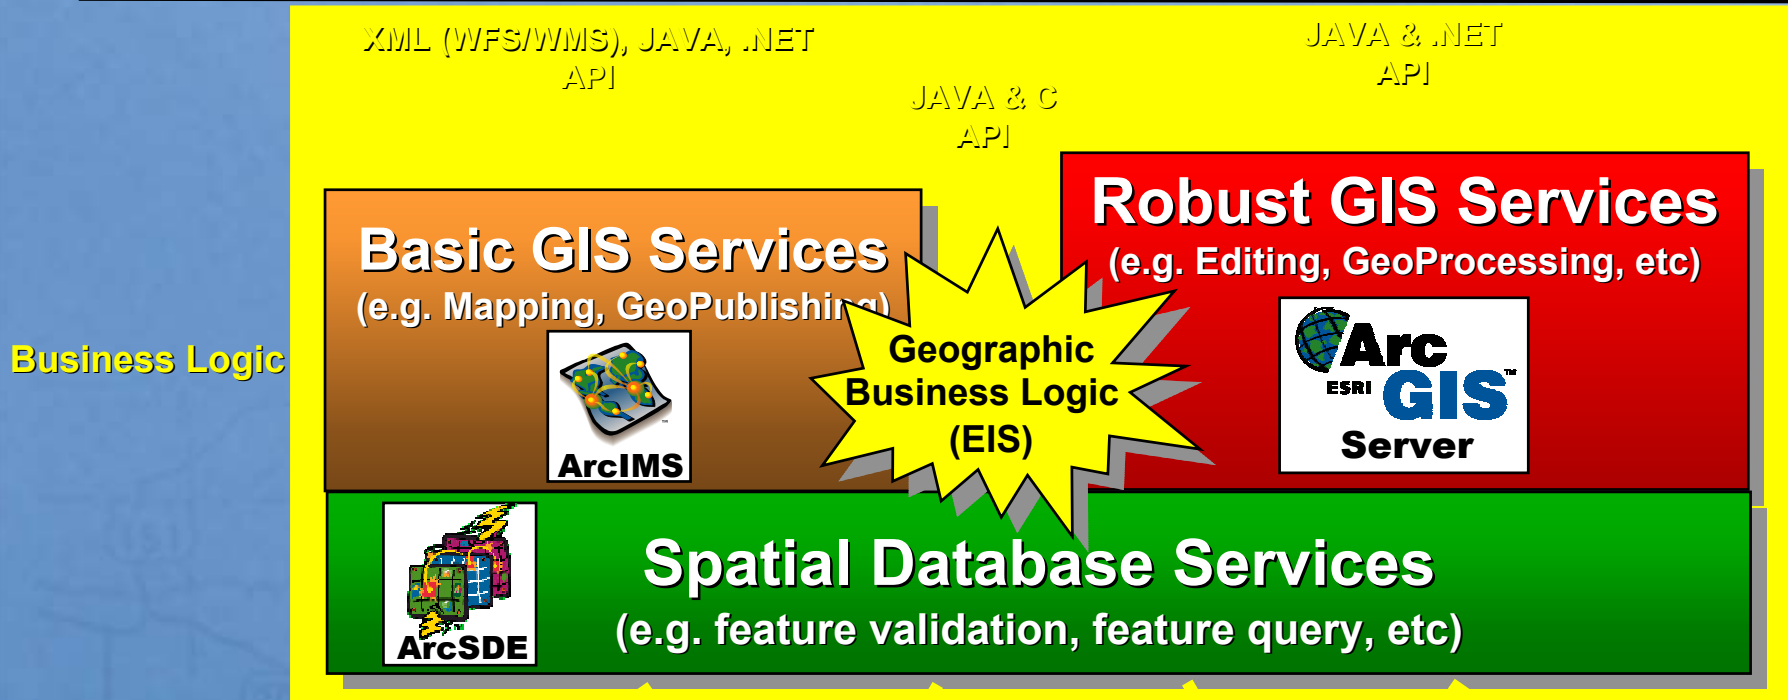 XML (WFS/WMS), JAVA, .NET
API
JAVA & C
API
JAVA & .NET
API
Business Logic
Basic GIS Services
(e.g. Mapping, GeoPublishing)
ArcIMS
Geographic
Business Logic
(EIS)
Robust GIS Services
(e.g. Editing, GeoProcessing, etc)
Arc
ESRI GIS™
Server
ArcSDE
Spatial Database Services
(e.g. feature validation, feature query, etc)